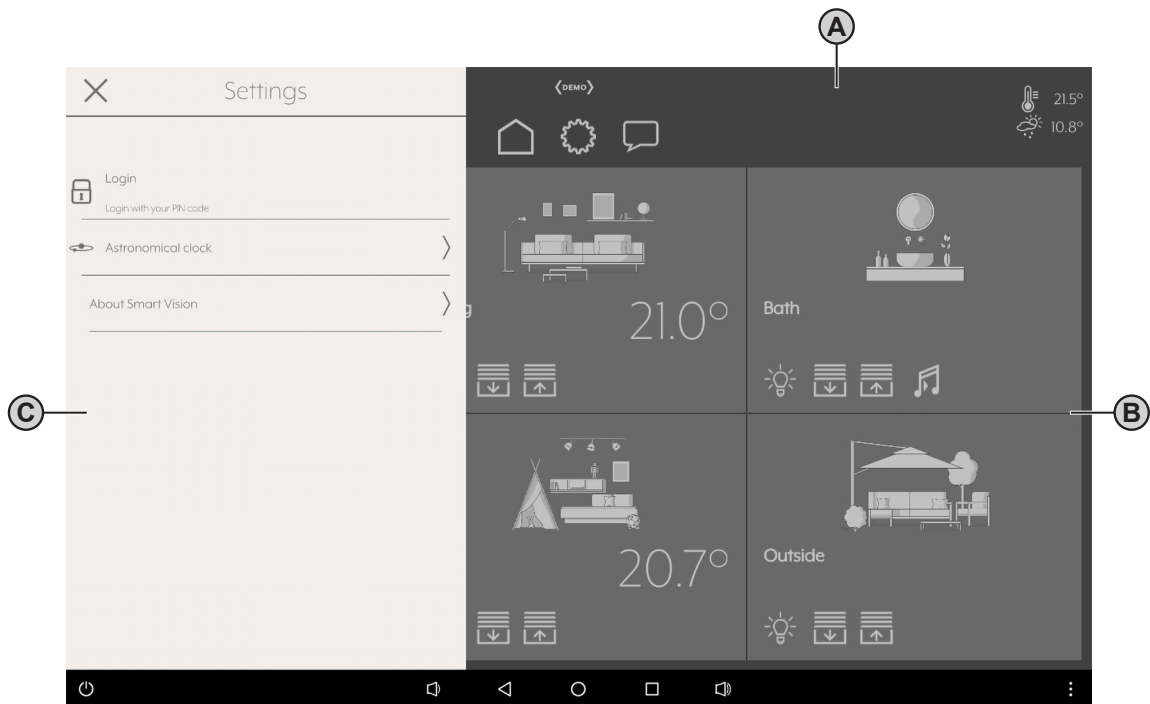 A
Settings
❬DEMO❭
21.5°
10.8°
Login
Login with your PIN code
Astronomical clock
About Smart Vision
g
21.0°
Bath
C
B
20.7°
Outside